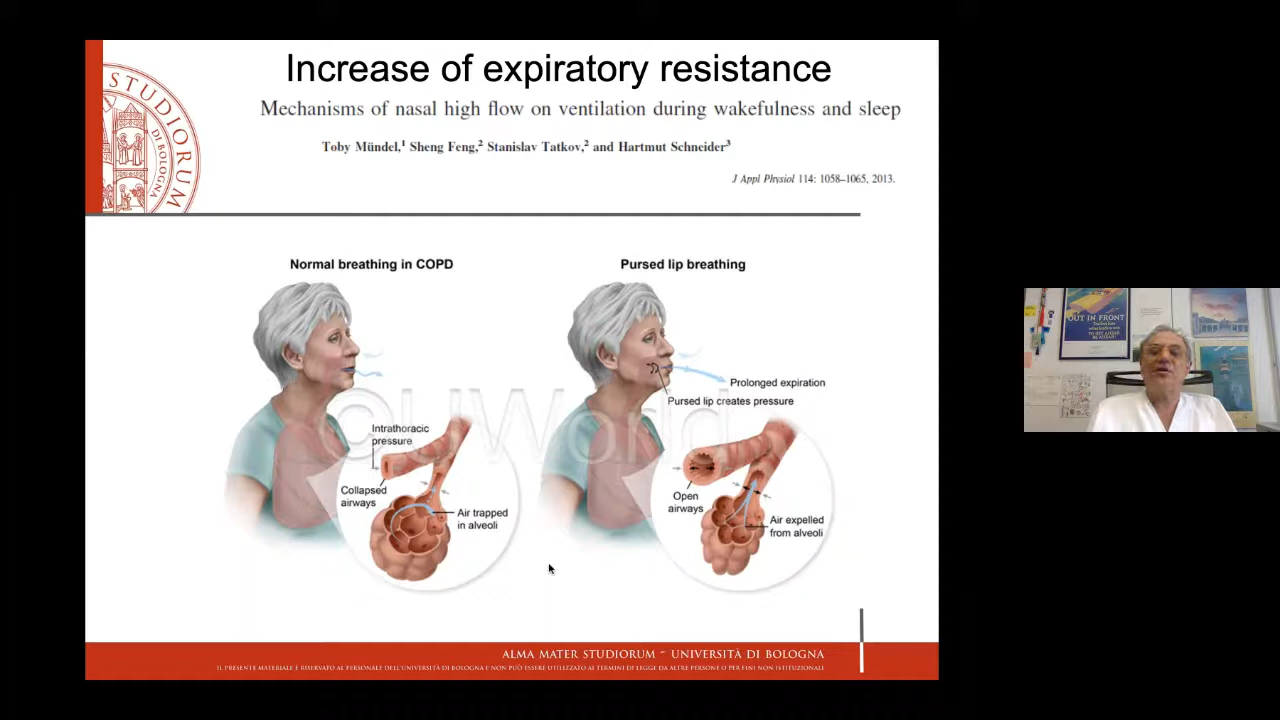 Increase of expiratory resistance
Mechanisms of nasal high flow on ventilation during wakefulness and sleep
Toby Mündel,¹ Sheng Feng,² Stanislav Tatkov,² and Hartmut Schneider³
J Appl Physiol 114: 1058–1065, 2013.
STUDIORUM
DI BOLOGNA
Normal breathing in COPD
Intrathoracic
pressure
Collapsed
airways
Air trapped
in alveoli
Pursed lip breathing
Prolonged expiration
Pursed lip creates pressure
Open
airways
Air expelled
from alveoli
©UWorld
ALMA MATER STUDIORUM ~ UNIVERSITÀ DI BOLOGNA
IL PRESENTE MATERIALE È RISERVATO AL PERSONALE DELL'UNIVERSITÀ DI BOLOGNA E NON PUÒ ESSERE UTILIZZATO AI TERMINI DI LEGGE DA ALTRE PERSONE O PER FINI NON ISTITUZIONALI
OUT IN FRONT